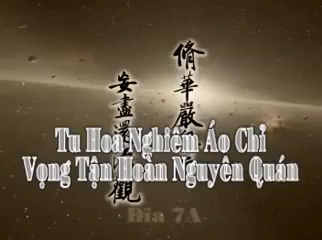 脩華嚴
妄盡還觀
Tu Hoa Nghiêm Áo Chỉ
Vọng Tận Hoàn Nguyên Quán
Đĩa 7A